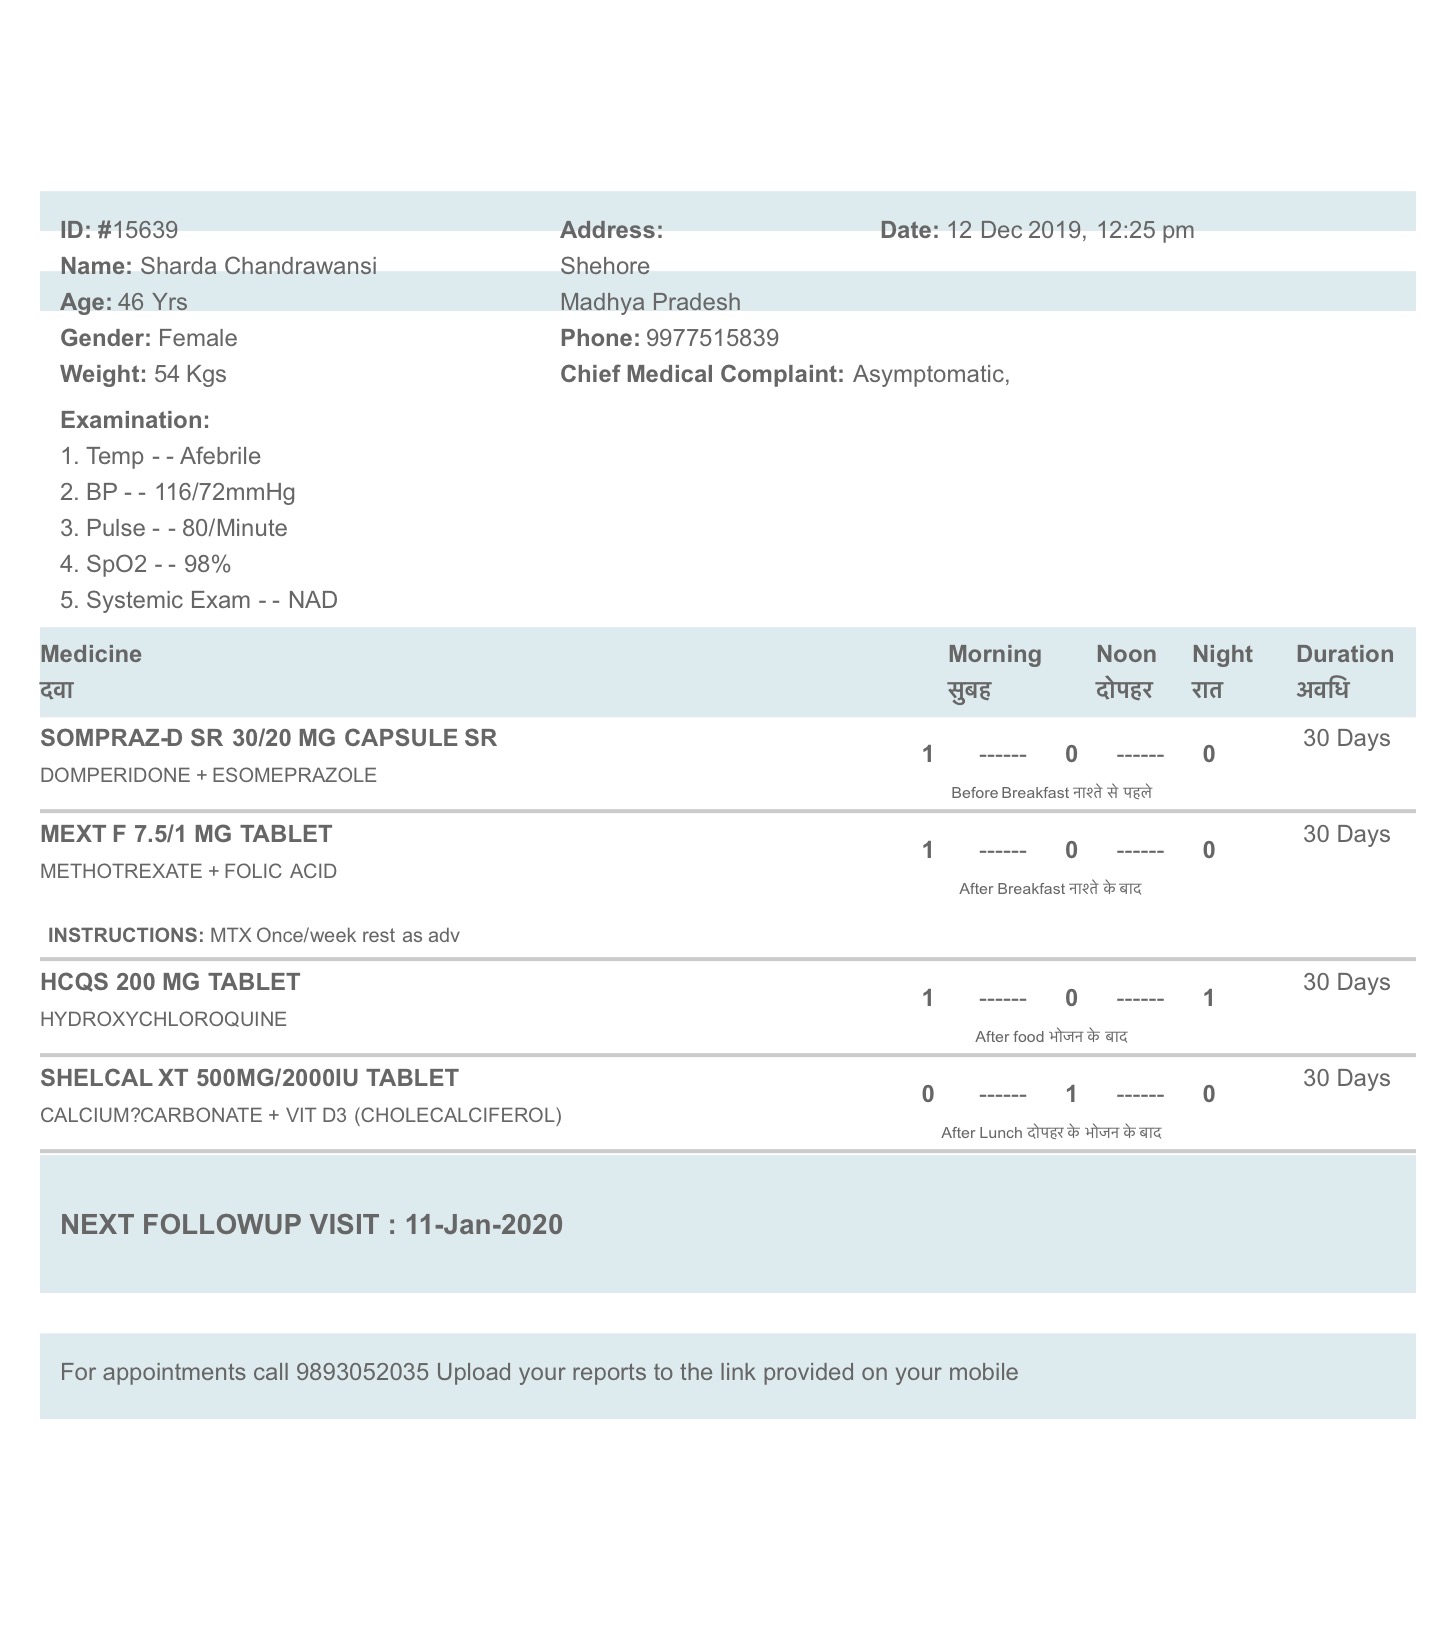 ID: #15639 Address: Date: 12 Dec 2019, 12:25 pm
Name: Sharda Chandrawansi Shehore
Age: 46 Yrs Madhya Pradesh
Gender: Female Phone: 9977515839
Weight: 54 Kgs Chief Medical Complaint: Asymptomatic,
Examination:
1. Temp - - Afebrile
2. BP - - 116/72mmHg
3. Pulse - - 80/Minute
4. SpO2 - - 98%
5. Systemic Exam - - NAD
Medicine Morning Noon Night Duration
दवा सुबह दोपहर रात अवधि
SOMPRAZ-D SR 30/20 MG CAPSULE SR 30 Days
1 ------ 0 ------ 0
DOMPERIDONE + ESOMEPRAZOLE
Before Breakfast नाश्ते से पहले
MEXT F 7.5/1 MG TABLET 30 Days
1 ------ 0 ------ 0
METHOTREXATE + FOLIC ACID
After Breakfast नाश्ते के बाद
INSTRUCTIONS: MTX Once/week rest as adv
HCQS 200 MG TABLET 30 Days
1 ------ 0 ------ 1
HYDROXYCHLOROQUINE
After food भोजन के बाद
SHELCAL XT 500MG/2000IU TABLET 30 Days
0 ------ 1 ------ 0
CALCIUM?CARBONATE + VIT D3 (CHOLECALCIFEROL)
After Lunch दोपहर के भोजन के बाद
NEXT FOLLOWUP VISIT : 11-Jan-2020
For appointments call 9893052035 Upload your reports to the link provided on your mobile